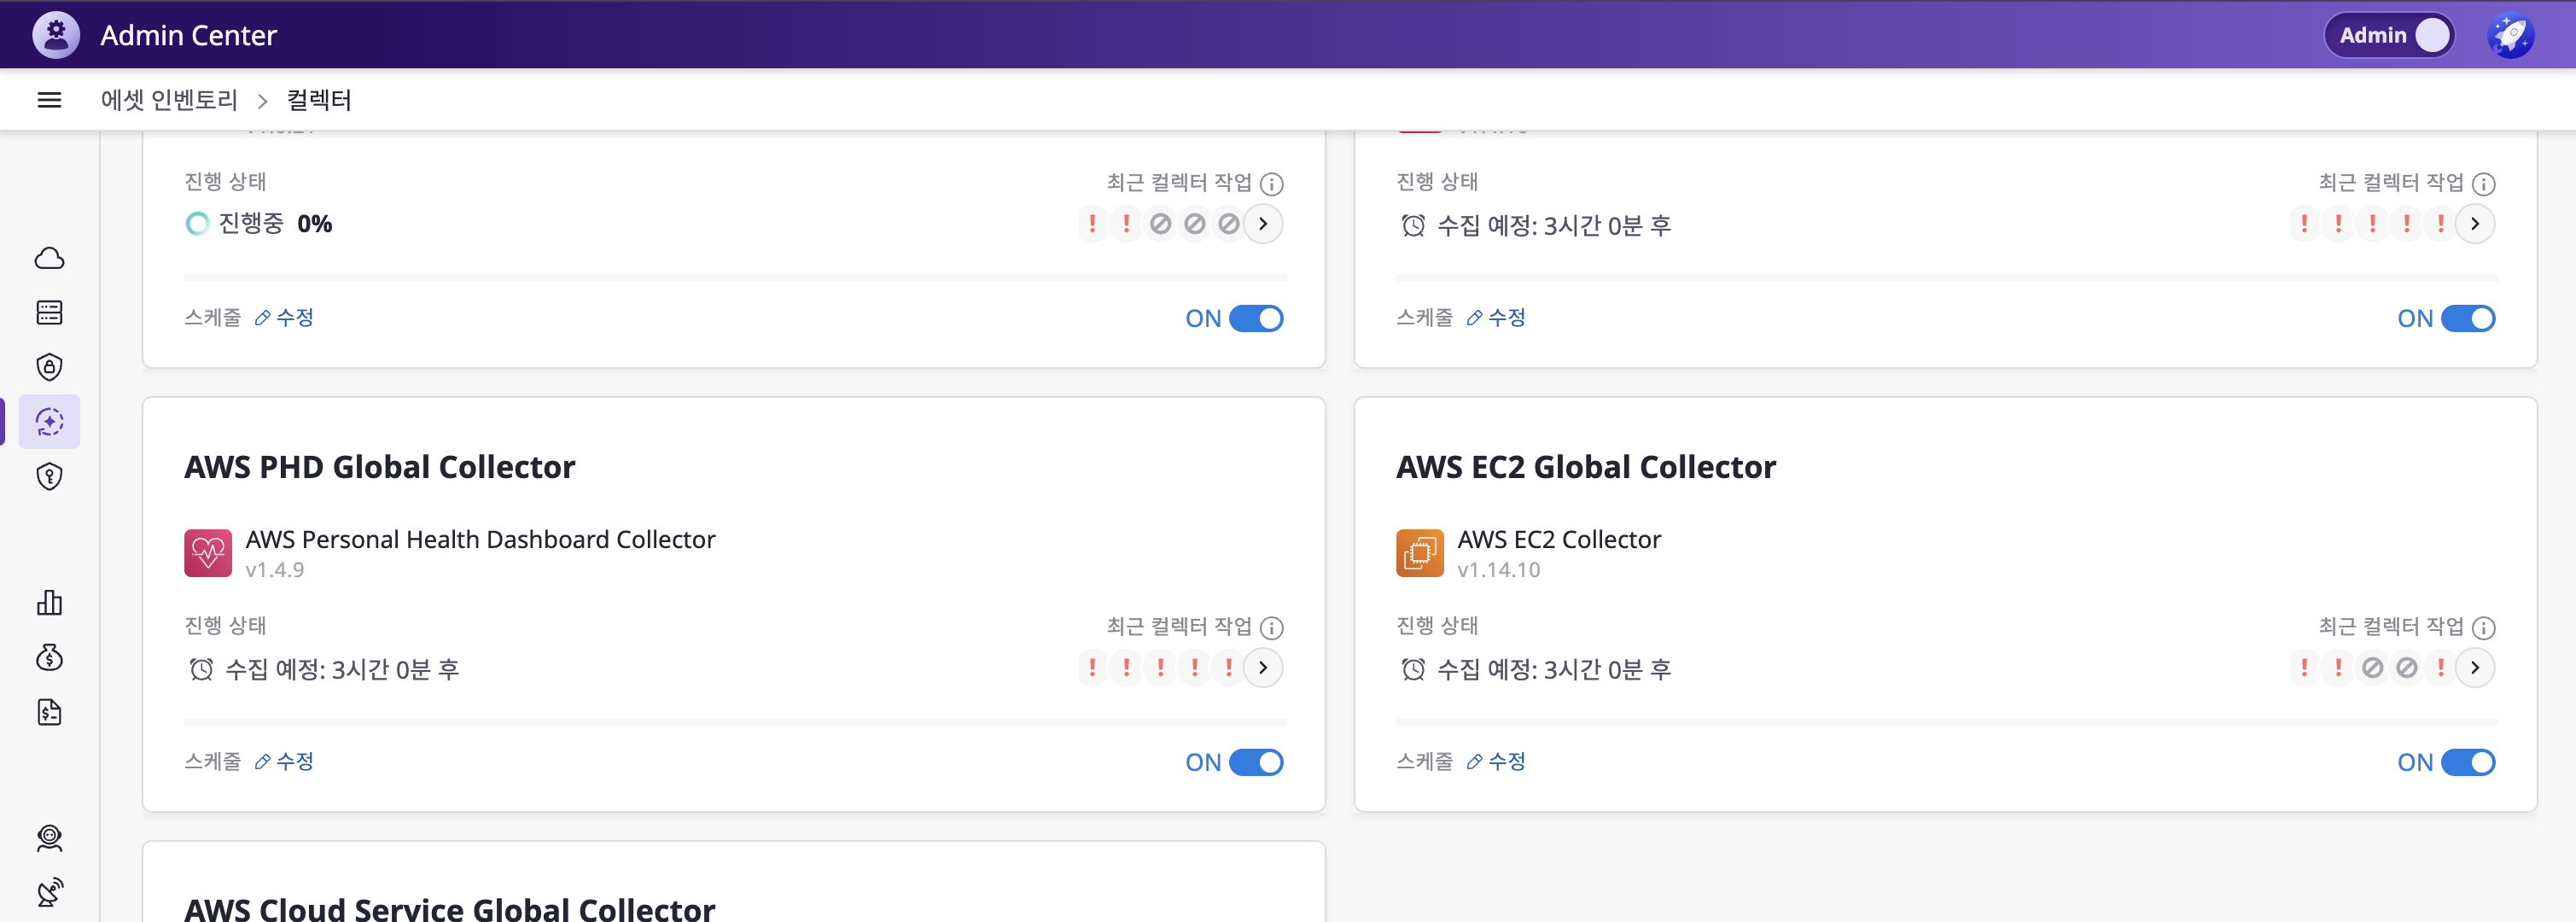 Admin Center
Admin
에셋 인벤토리 > 컬렉터
진행 상태
최근 컬렉터 작업
진행중 0%
스케줄 수정
ON
진행 상태
최근 컬렉터 작업
수집 예정: 3시간 0분 후
스케줄 수정
ON
AWS PHD Global Collector
AWS Personal Health Dashboard Collector
v1.4.9
진행 상태
최근 컬렉터 작업
수집 예정: 3시간 0분 후
스케줄 수정
ON
AWS EC2 Global Collector
AWS EC2 Collector
v1.14.10
진행 상태
최근 컬렉터 작업
수집 예정: 3시간 0분 후
스케줄 수정
ON
AWS Cloud Service Global Collector